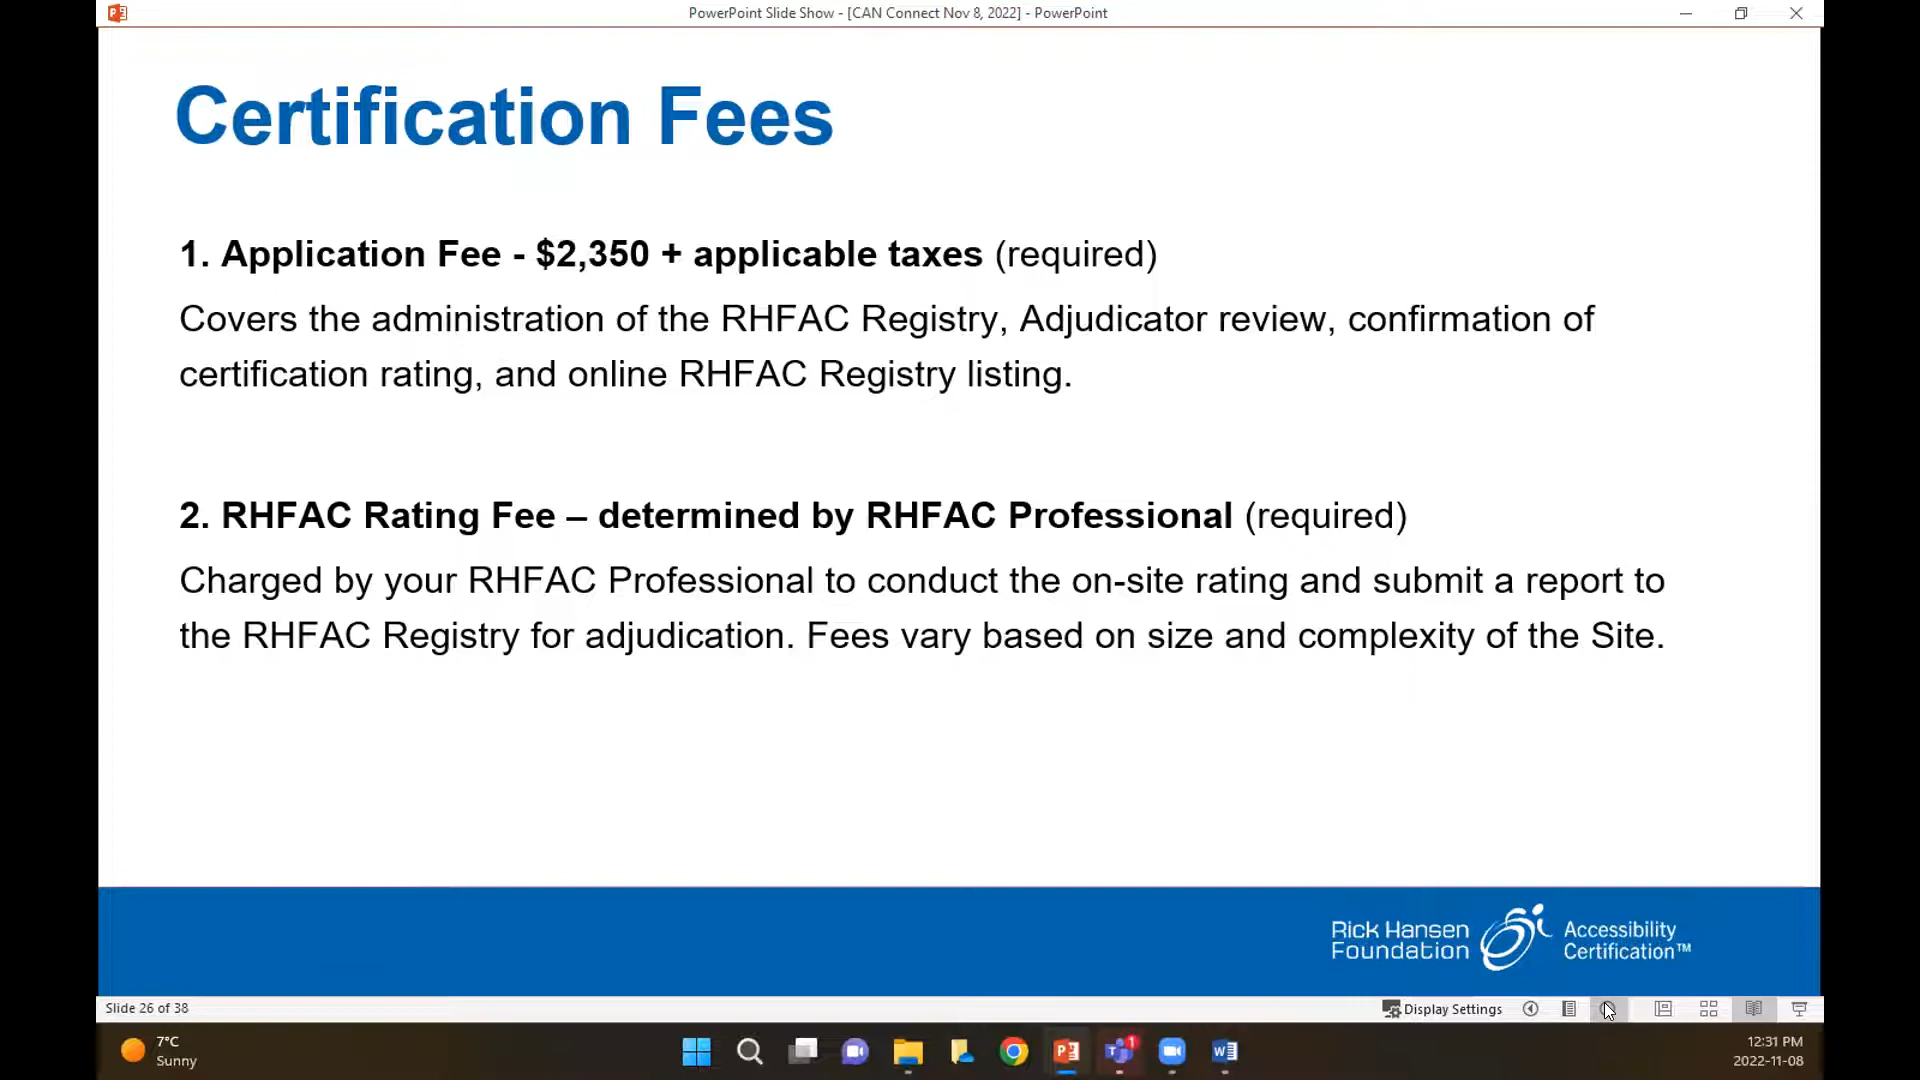 PowerPoint Slide Show - [CAN Connect Nov 8, 2022] - PowerPoint
Certification Fees
1. Application Fee - $2,350 + applicable taxes (required)
Covers the administration of the RHFAC Registry, Adjudicator review, confirmation of
certification rating, and online RHFAC Registry listing.
2. RHFAC Rating Fee – determined by RHFAC Professional (required)
Charged by your RHFAC Professional to conduct the on-site rating and submit a report to
the RHFAC Registry for adjudication. Fees vary based on size and complexity of the Site.
Rick Hansen
Foundation
Accessibility
Certification™
Slide 26 of 38
Display Settings
7°C
Sunny
1
12:31 PM
2022-11-08